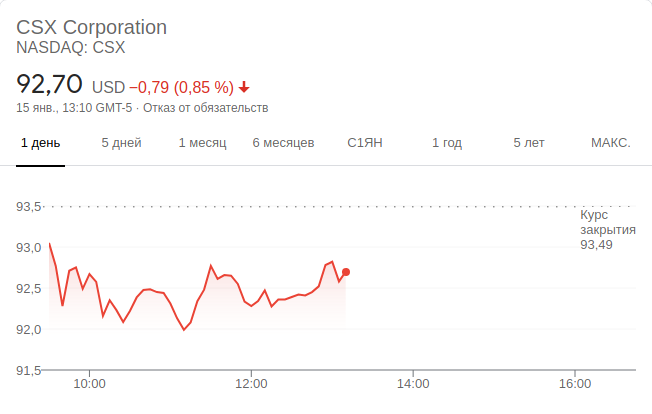 CSX Corporation
NASDAQ: CSX
92,70 USD −0,79 (0,85 %)
15 янв., 13:10 GMT-5 · Отказ от обязательств
1 день 5 дней 1 месяц 6 месяцев С1ЯН 1 год 5 лет МАКС.
93,5
Курс
закрытия
93,49
93,0
92,5
92,0
91,5
10:00 12:00 14:00 16:00